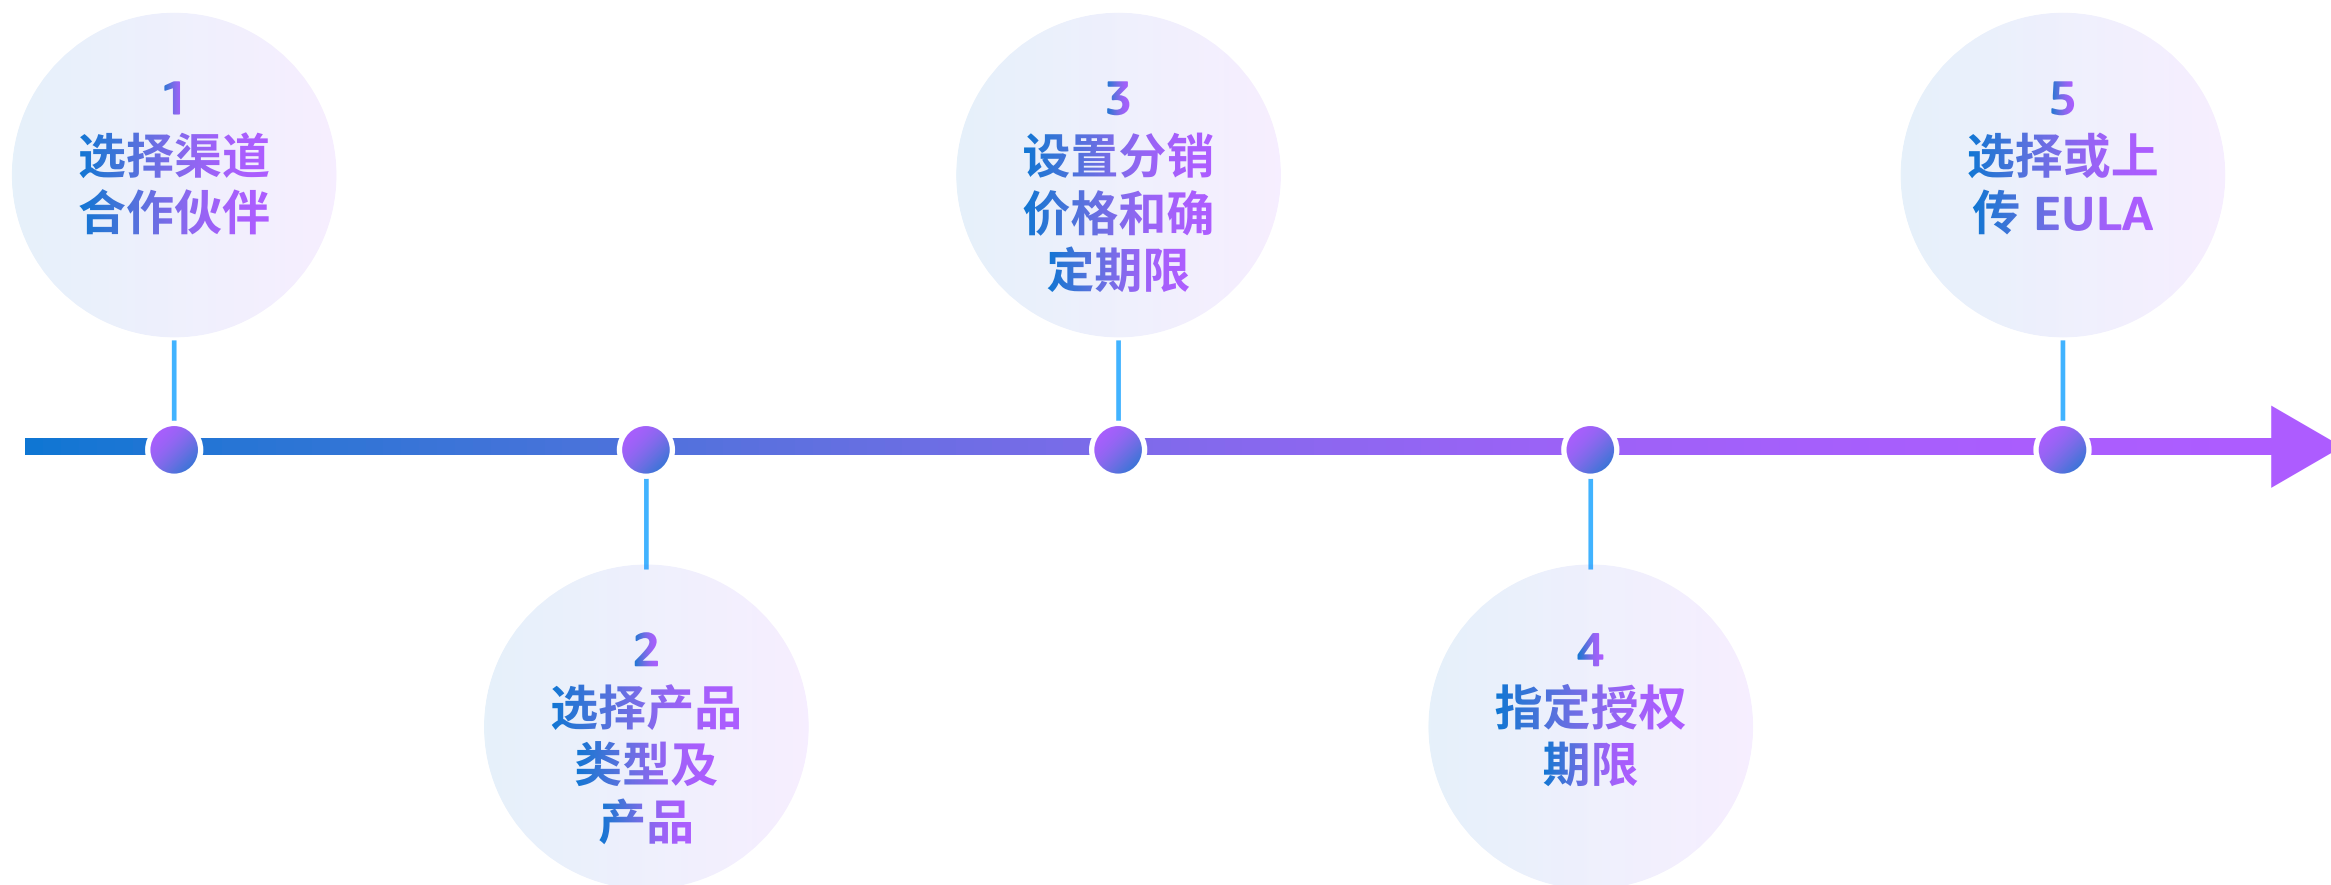 1
选择渠道
合作伙伴
2
选择产品
类型及
产品
3
设置分销
价格和确
定期限
4
指定授权
期限
5
选择或上
传 EULA